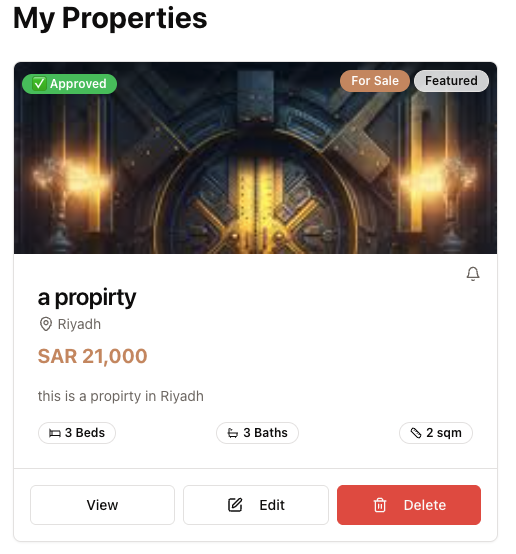 My Properties
✅ Approved
For Sale
Featured
a propirty
Riyadh
SAR 21,000
this is a propirty in Riyadh
3 Beds
3 Baths
2 sqm
View
Edit
Delete